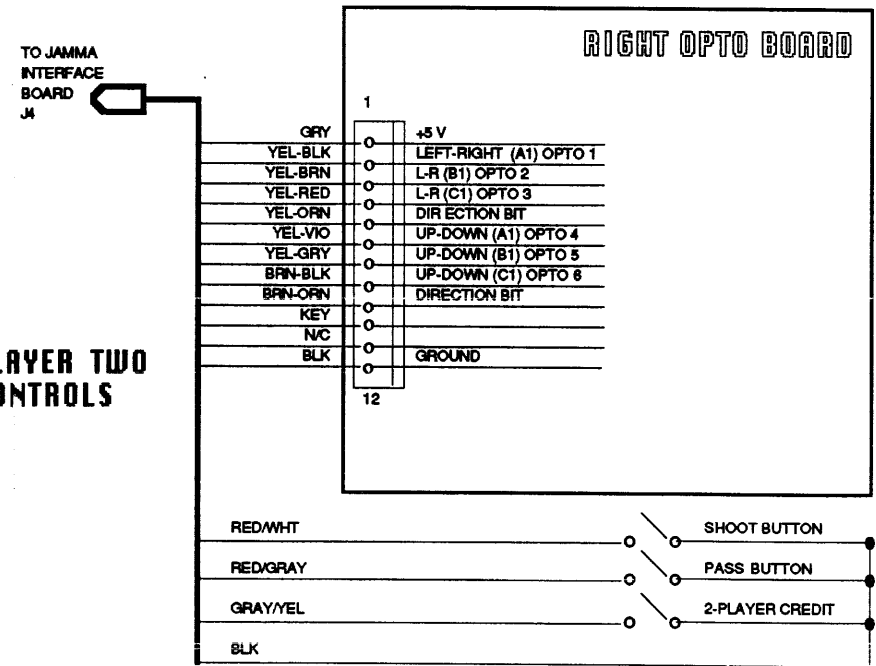 RIGHT OPTO BOARD
TO JAMMA
INTERFACE
BOARD
J4
1
GRY +5 V
YEL-BLK LEFT-RIGHT (A1) OPTO 1
YEL-BRN L-R (B1) OPTO 2
YEL-RED L-R (C1) OPTO 3
YEL-ORN DIRECTION BIT
YEL-VIO UP-DOWN (A1) OPTO 4
YEL-GRY UP-DOWN (B1) OPTO 5
BRN-BLK UP-DOWN (C1) OPTO 6
BRN-ORN DIRECTION BIT
KEY
N/C
BLK GROUND
12
LAYER TWO
ONTROLS
RED/WHT SHOOT BUTTON
RED/GRAY PASS BUTTON
GRAY/YEL 2-PLAYER CREDIT
BLK